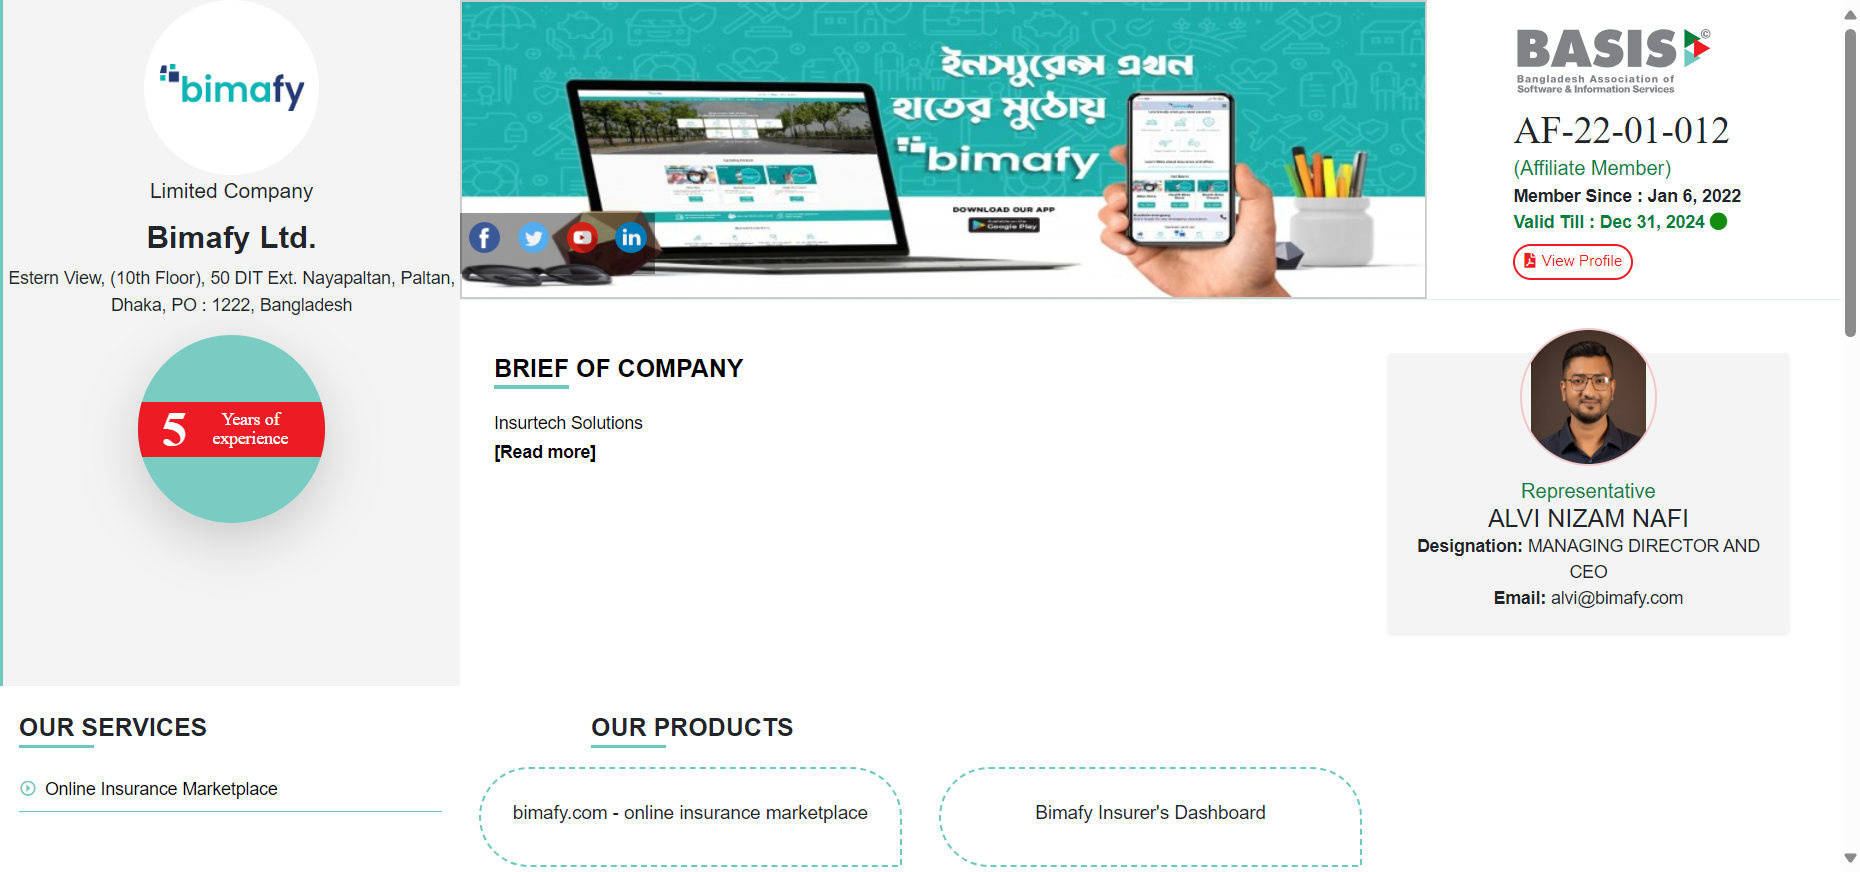 bimafy
Limited Company
Bimafy Ltd.
Estern View, (10th Floor), 50 DIT Ext. Nayapaltan, Paltan,
Dhaka, PO : 1222, Bangladesh
5 Years of
experience
ইনস্যুরেন্স এখন
হাতের মুঠোয়
bimafy
DOWNLOAD OUR APP
Google Play
bimafy
BASIS ©
Bangladesh Association of
Software & Information Services
AF-22-01-012
(Affiliate Member)
Member Since : Jan 6, 2022
Valid Till : Dec 31, 2024
View Profile
BRIEF OF COMPANY
Insurtech Solutions
[Read more]
Representative
ALVI NIZAM NAFI
Designation: MANAGING DIRECTOR AND
CEO
Email: alvi@bimafy.com
OUR SERVICES
Online Insurance Marketplace
OUR PRODUCTS
bimafy.com - online insurance marketplace
Bimafy Insurer's Dashboard